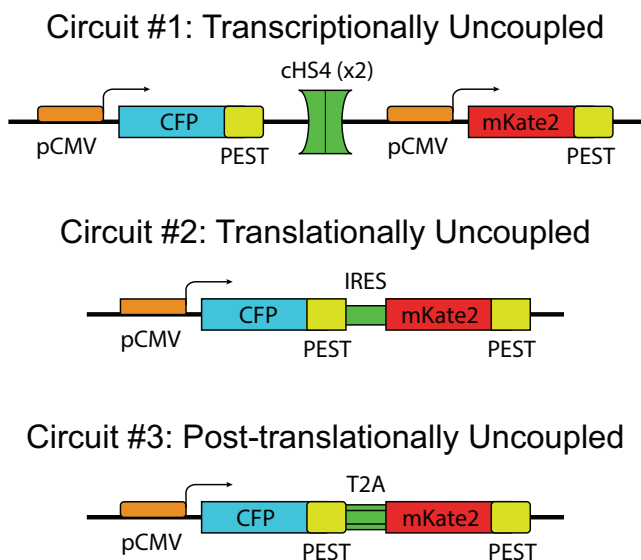 Circuit #1: Transcriptionally Uncoupled
cHS4 (x2)
CFP
mKate2
pCMV
PEST
pCMV
PEST
Circuit #2: Translationally Uncoupled
IRES
CFP
mKate2
pCMV
PEST
PEST
Circuit #3: Post-translationally Uncoupled
T2A
CFP
mKate2
pCMV
PEST
PEST